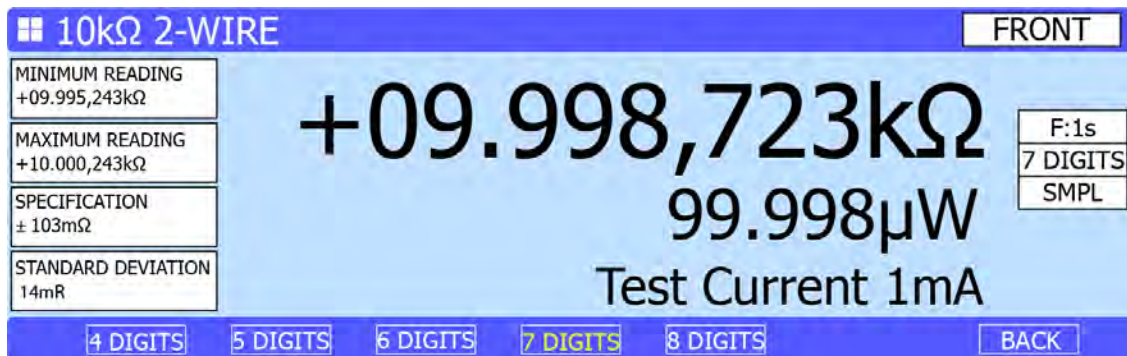 10kΩ 2-WIRE
FRONT
MINIMUM READING
+09.995,243kΩ
MAXIMUM READING
+10.000,243kΩ
SPECIFICATION
± 103mΩ
STANDARD DEVIATION
14mR
+09.998,723kΩ
99.998µW
Test Current 1mA
F:1s
7 DIGITS
SMPL
4 DIGITS 5 DIGITS 6 DIGITS 7 DIGITS 8 DIGITS BACK